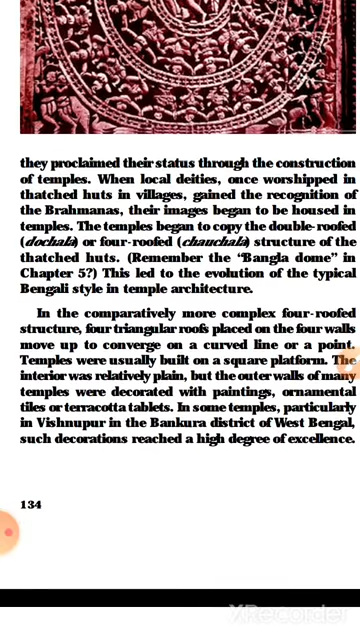 they proclaimed their status through the construction
of temples. When local deities, once worshipped in
thatched huts in villages, gained the recognition of
the Brahmanas, their images began to be housed in
temples. The temples began to copy the double-roofed
(dochala) or four-roofed (chauchala) structure of the
thatched huts. (Remember the “Bangla dome” in
Chapter 5?) This led to the evolution of the typical
Bengali style in temple architecture.
In the comparatively more complex four-roofed
structure, four triangular roofs placed on the four walls
move up to converge on a curved line or a point.
Temples were usually built on a square platform. The
interior was relatively plain, but the outer walls of many
temples were decorated with paintings, ornamental
tiles or terracotta tablets. In some temples, particularly
in Vishnupur in the Bankura district of West Bengal,
such decorations reached a high degree of excellence.
134
XRecorder